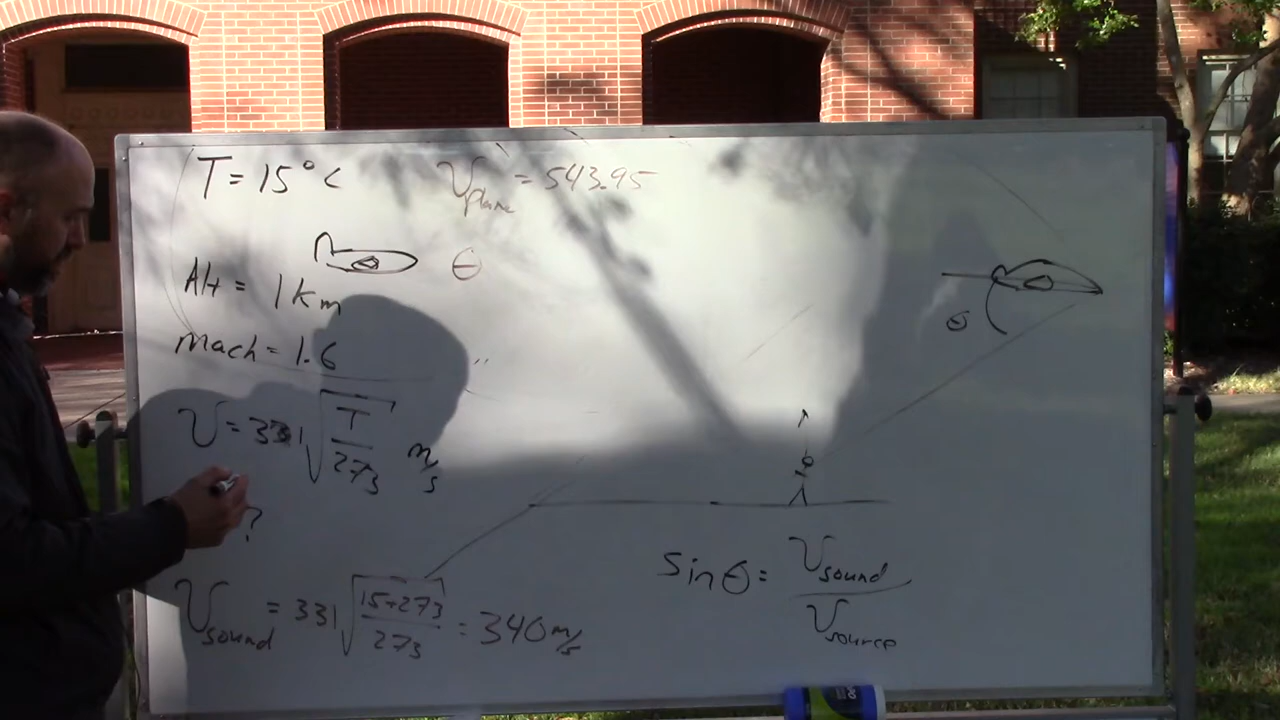 T = 15°C
v_plane = 543.95
θ
Alt = 1 km
Mach = 1.6
v = 331 √(T/273) m/s
?
v_sound = 331 √((15+273)/273) = 340 m/s
θ
sin θ = v_sound / v_source